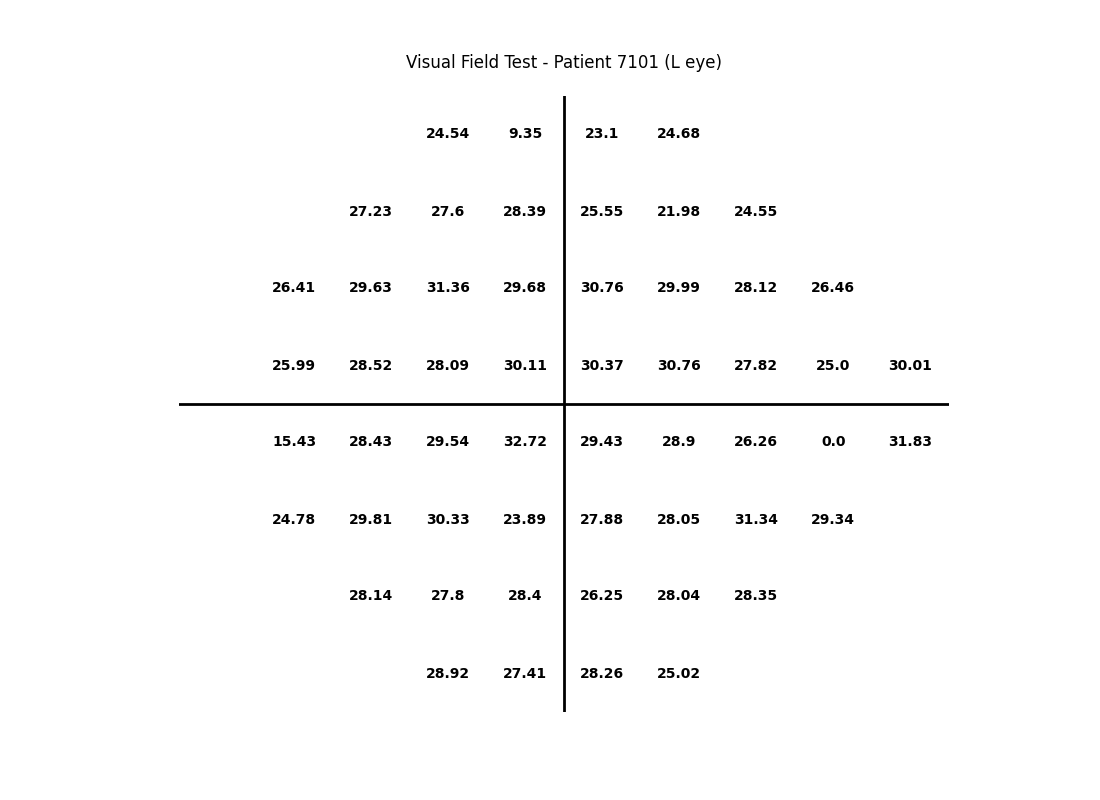 Visual Field Test - Patient 7101 (L eye)
24.54 9.35 23.1 24.68
27.23 27.6 28.39 25.55 21.98 24.55
26.41 29.63 31.36 29.68 30.76 29.99 28.12 26.46
25.99 28.52 28.09 30.11 30.37 30.76 27.82 25.0 30.01
15.43 28.43 29.54 32.72 29.43 28.9 26.26 0.0 31.83
24.78 29.81 30.33 23.89 27.88 28.05 31.34 29.34
28.14 27.8 28.4 26.25 28.04 28.35
28.92 27.41 28.26 25.02